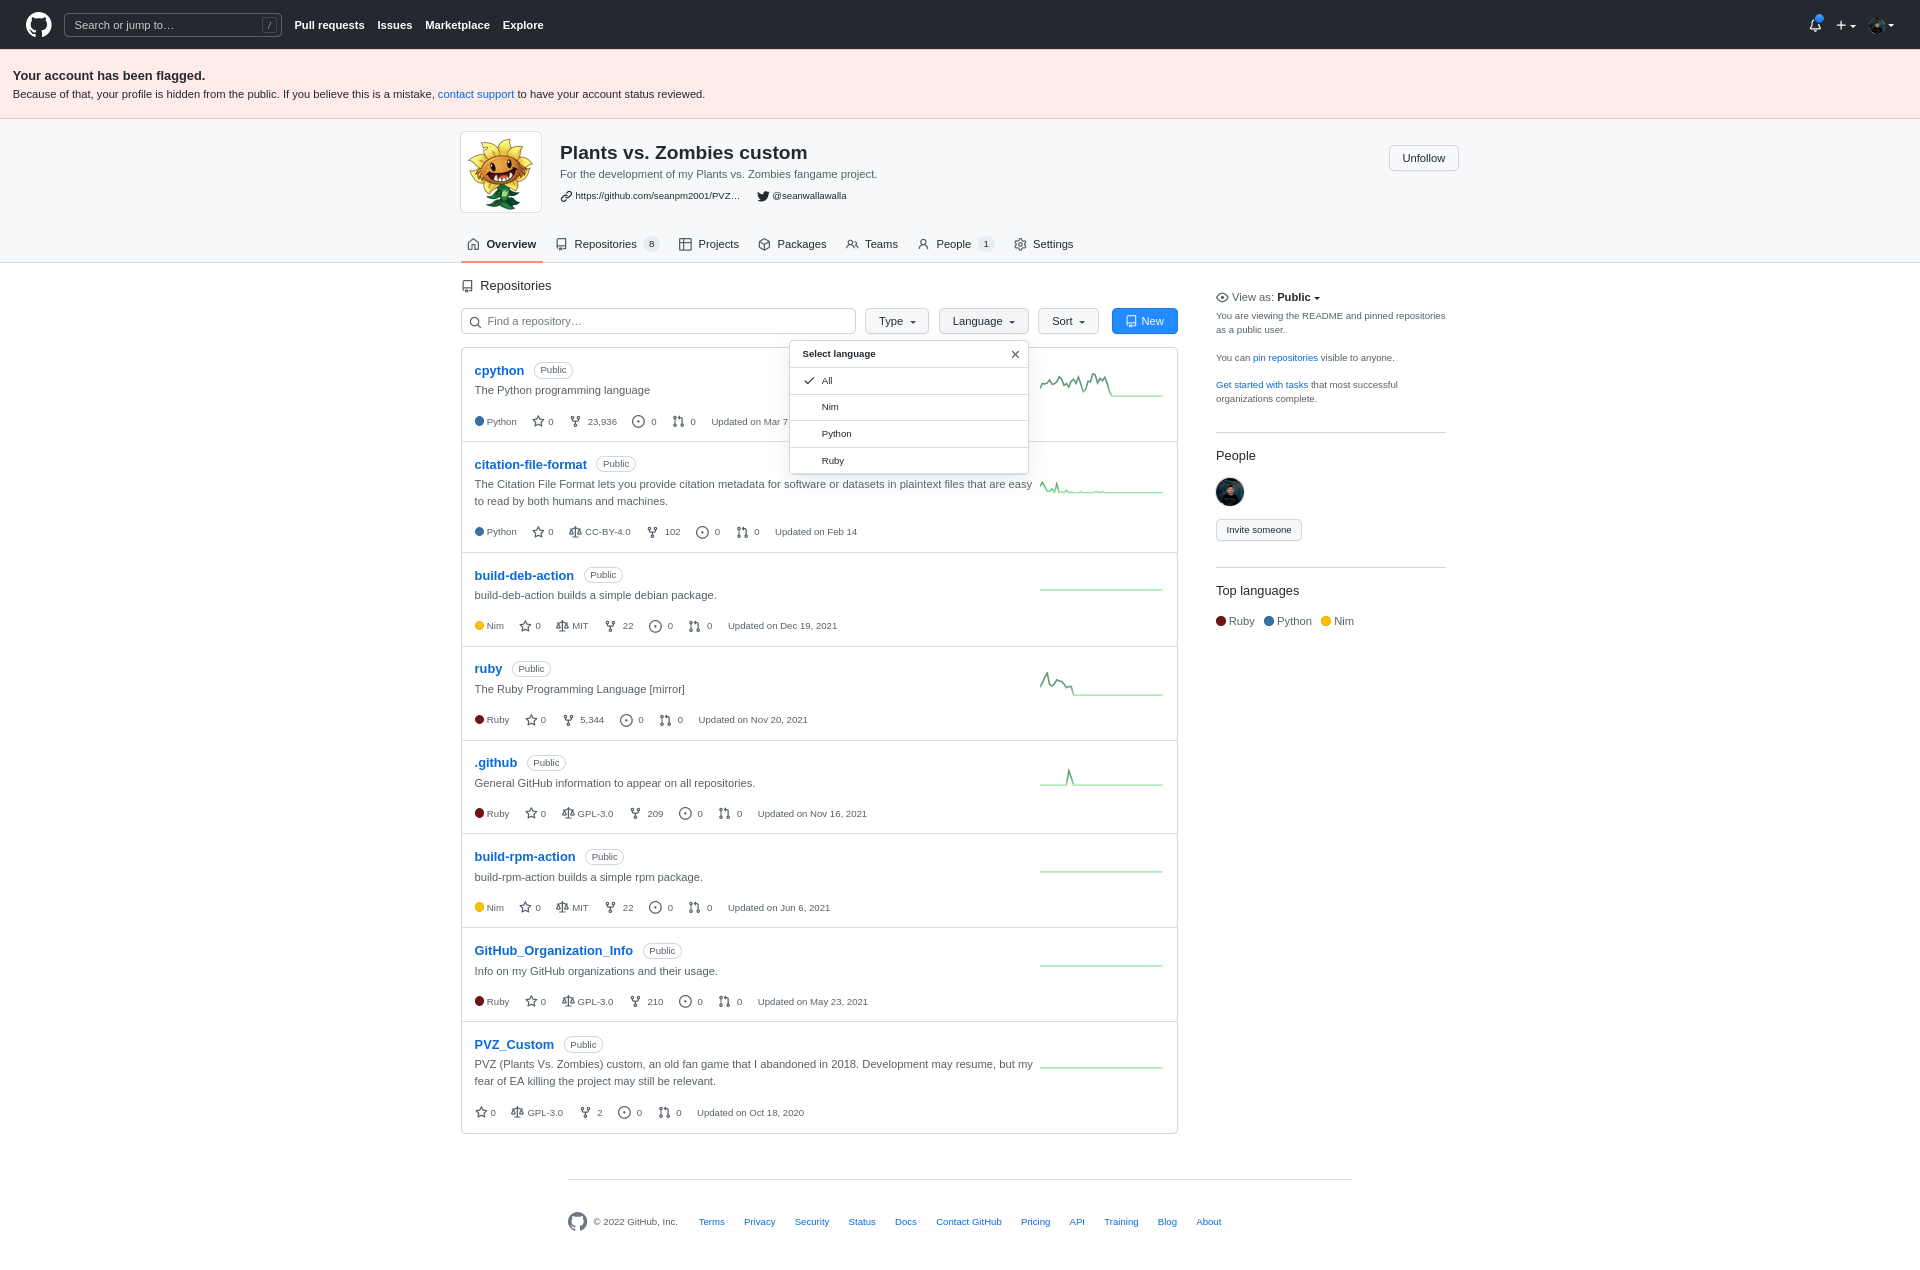 Search or jump to… /
Pull requests Issues Marketplace Explore
Your account has been flagged.
Because of that, your profile is hidden from the public. If you believe this is a mistake, contact support to have your account status reviewed.
Plants vs. Zombies custom
Unfollow
For the development of my Plants vs. Zombies fangame project.
https://github.com/seanpm2001/PVZ… @seanwallawalla
Overview Repositories 8 Projects Packages Teams People 1 Settings
Repositories
Find a repository… Type Language Sort New
Select language
All
Nim
Python
Ruby
cpython Public
The Python programming language
Python 0 23,936 0 0 Updated on Mar 7
citation-file-format Public
The Citation File Format lets you provide citation metadata for software or datasets in plaintext files that are easy
to read by both humans and machines.
Python 0 CC-BY-4.0 102 0 0 Updated on Feb 14
build-deb-action Public
build-deb-action builds a simple debian package.
Nim 0 MIT 22 0 0 Updated on Dec 19, 2021
ruby Public
The Ruby Programming Language [mirror]
Ruby 0 5,344 0 0 Updated on Nov 20, 2021
.github Public
General GitHub information to appear on all repositories.
Ruby 0 GPL-3.0 209 0 0 Updated on Nov 16, 2021
build-rpm-action Public
build-rpm-action builds a simple rpm package.
Nim 0 MIT 22 0 0 Updated on Jun 6, 2021
GitHub_Organization_Info Public
Info on my GitHub organizations and their usage.
Ruby 0 GPL-3.0 210 0 0 Updated on May 23, 2021
PVZ_Custom Public
PVZ (Plants Vs. Zombies) custom, an old fan game that I abandoned in 2018. Development may resume, but my
fear of EA killing the project may still be relevant.
0 GPL-3.0 2 0 0 Updated on Oct 18, 2020
View as: Public
You are viewing the README and pinned repositories
as a public user.
You can pin repositories visible to anyone.
Get started with tasks that most successful
organizations complete.
People
Invite someone
Top languages
Ruby Python Nim
© 2022 GitHub, Inc. Terms Privacy Security Status Docs Contact GitHub Pricing API Training Blog About